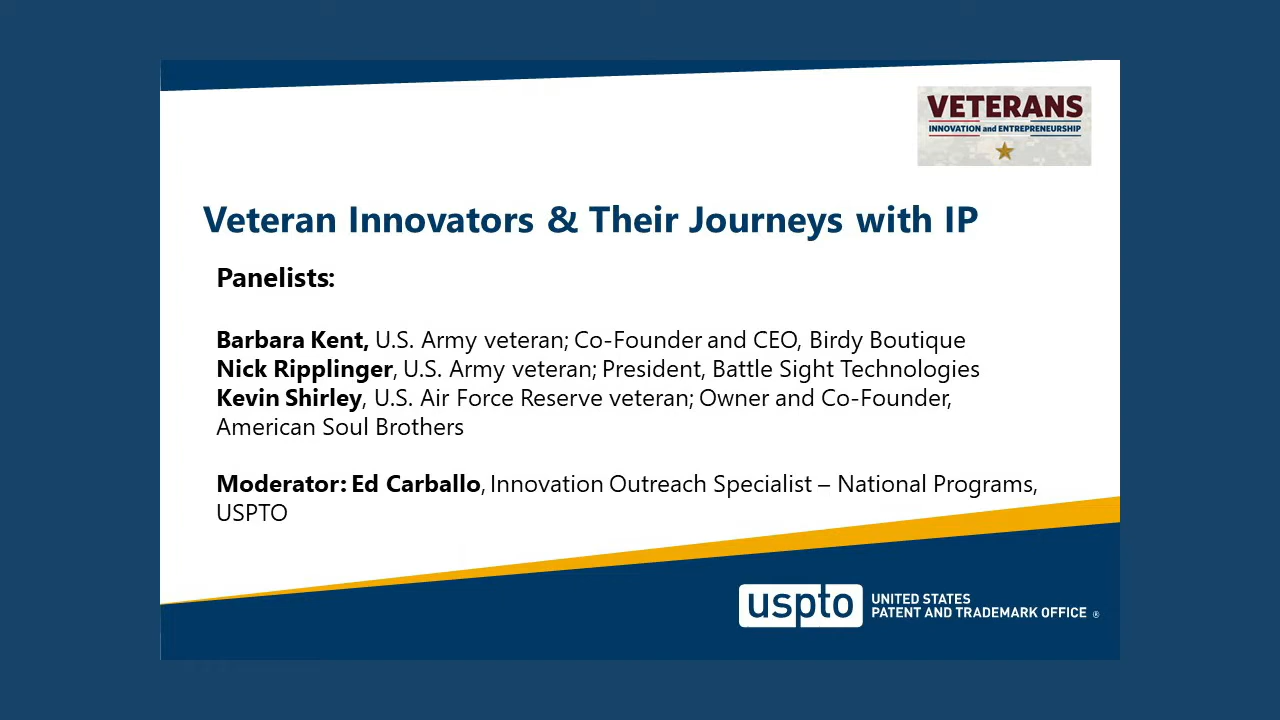 VETERANS
INNOVATION and ENTREPRENEURSHIP
Veteran Innovators & Their Journeys with IP
Panelists:
Barbara Kent, U.S. Army veteran; Co-Founder and CEO, Birdy Boutique
Nick Ripplinger, U.S. Army veteran; President, Battle Sight Technologies
Kevin Shirley, U.S. Air Force Reserve veteran; Owner and Co-Founder,
American Soul Brothers
Moderator: Ed Carballo, Innovation Outreach Specialist – National Programs,
USPTO
uspto
UNITED STATES
PATENT AND TRADEMARK OFFICE ®